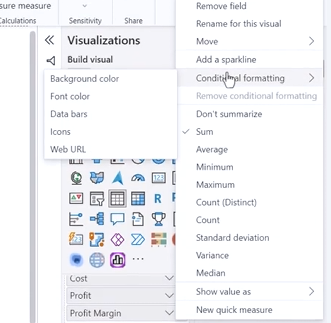 sure measure
Calculations
Sensitivity
Share
Visualizations
Build visual
Background color
Font color
Data bars
Icons
Web URL
Remove field
Rename for this visual
Move
Add a sparkline
Conditional formatting
Remove conditional formatting
Don't summarize
Sum
Average
Minimum
Maximum
Count (Distinct)
Count
Standard deviation
Variance
Median
Show value as
New quick measure
Cost
Profit
Profit Margin